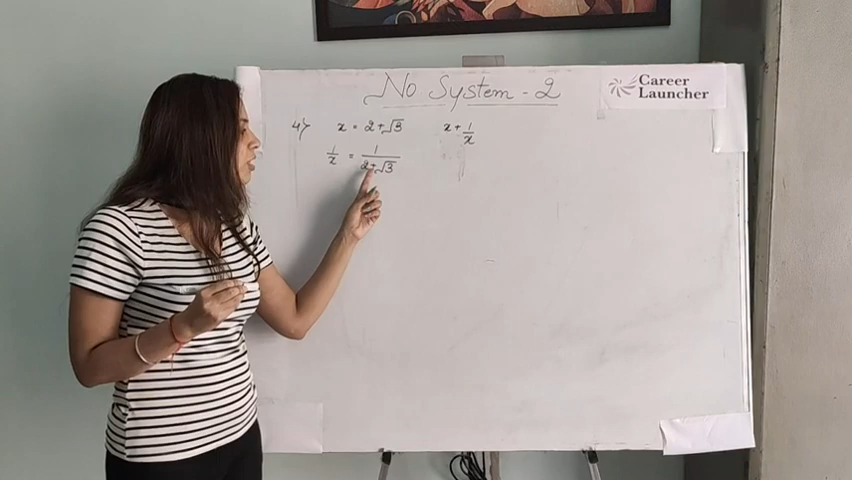 No System - 2
Career
Launcher
4) x = 2 + √3 x + 1/x
1/x = 1/(2+√3)